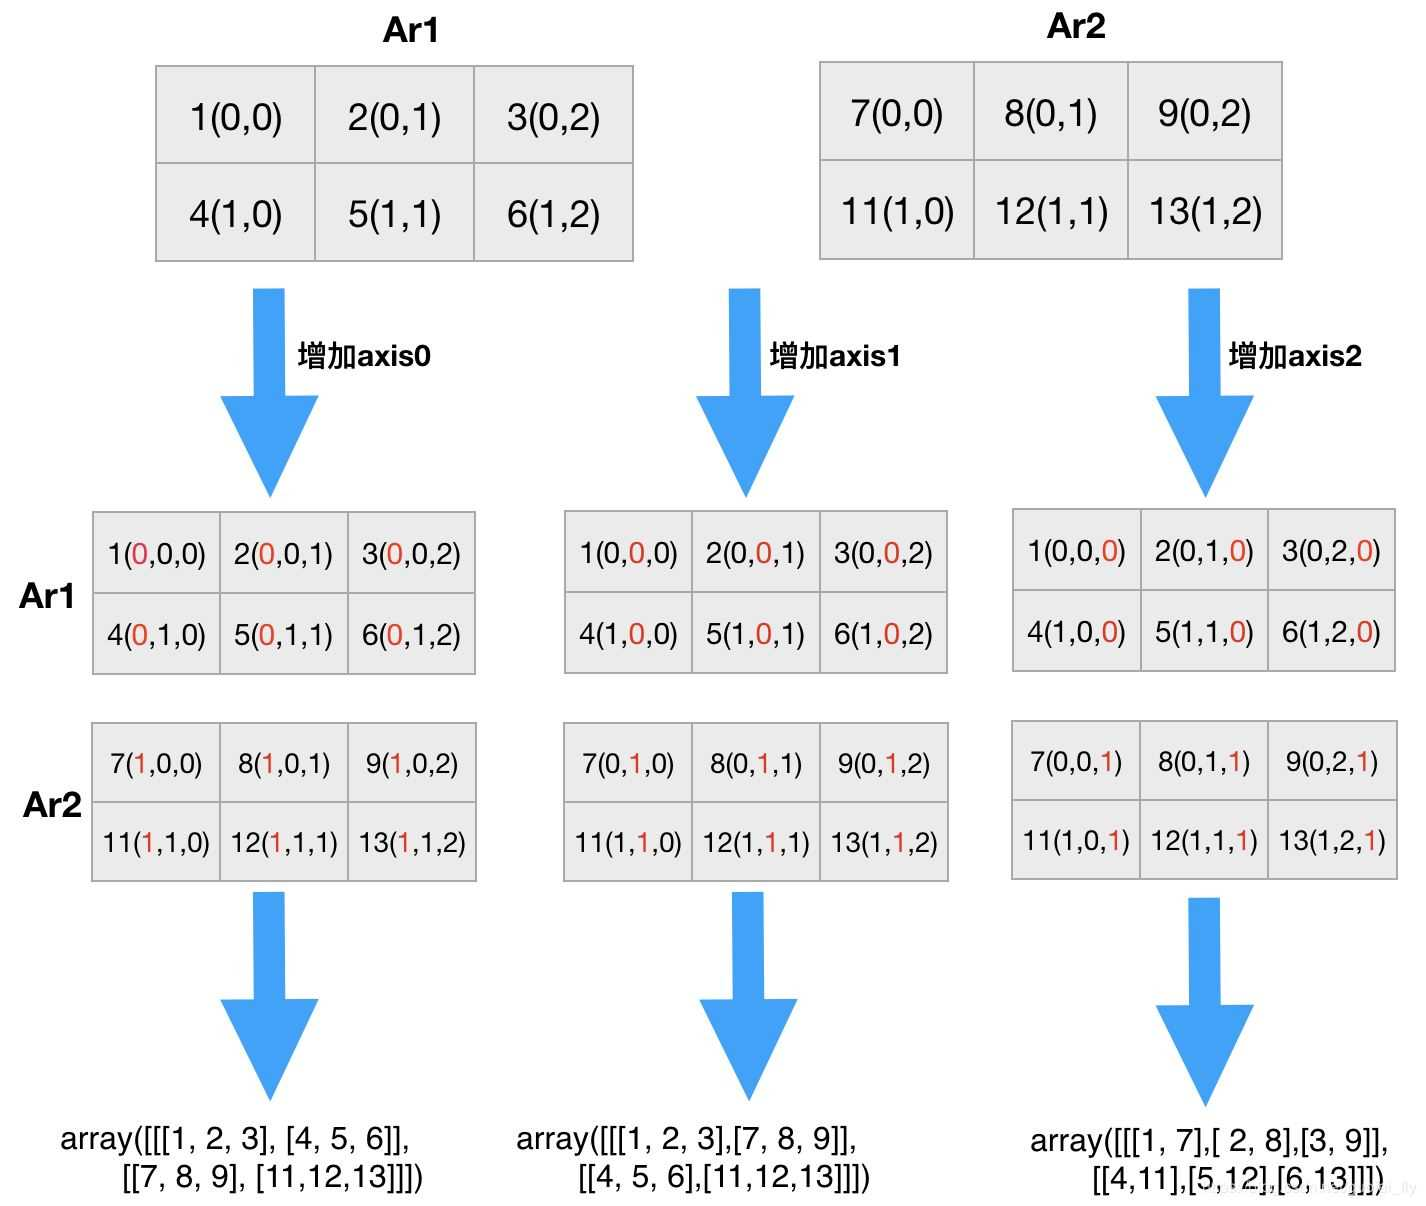 Ar1
Ar2
1(0,0) 2(0,1) 3(0,2)
4(1,0) 5(1,1) 6(1,2)
7(0,0) 8(0,1) 9(0,2)
11(1,0) 12(1,1) 13(1,2)
增加axis0
增加axis1
增加axis2
Ar1
1(0,0,0) 2(0,0,1) 3(0,0,2)
4(0,1,0) 5(0,1,1) 6(0,1,2)
1(0,0,0) 2(0,0,1) 3(0,0,2)
4(1,0,0) 5(1,0,1) 6(1,0,2)
1(0,0,0) 2(0,1,0) 3(0,2,0)
4(1,0,0) 5(1,1,0) 6(1,2,0)
Ar2
7(1,0,0) 8(1,0,1) 9(1,0,2)
11(1,1,0) 12(1,1,1) 13(1,1,2)
7(0,1,0) 8(0,1,1) 9(0,1,2)
11(1,1,0) 12(1,1,1) 13(1,1,2)
7(0,0,1) 8(0,1,1) 9(0,2,1)
11(1,0,1) 12(1,1,1) 13(1,2,1)
array([[[1, 2, 3], [4, 5, 6]],
[[7, 8, 9], [11,12,13]]])
array([[[1, 2, 3],[7, 8, 9]],
[[4, 5, 6],[11,12,13]]])
array([[[1, 7],[ 2, 8],[3, 9]],
[[4,11],[5,12],[6,13]]])